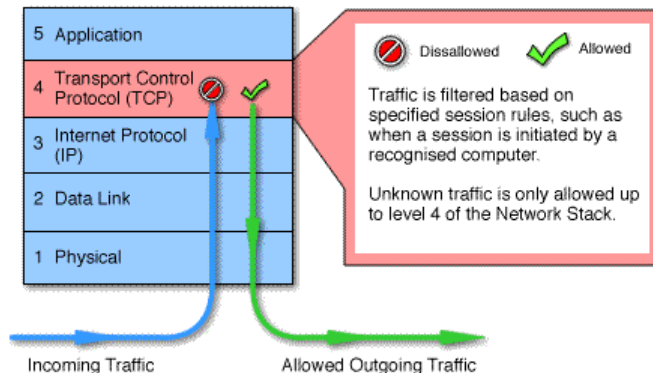 5 Application
4 Transport Control
Protocol (TCP)
3 Internet Protocol
(IP)
2 Data Link
1 Physical
Dissallowed
Allowed
Traffic is filtered based on
specified session rules, such as
when a session is initiated by a
recognised computer.
Unknown traffic is only allowed up
to level 4 of the Network Stack.
Incoming Traffic
Allowed Outgoing Traffic